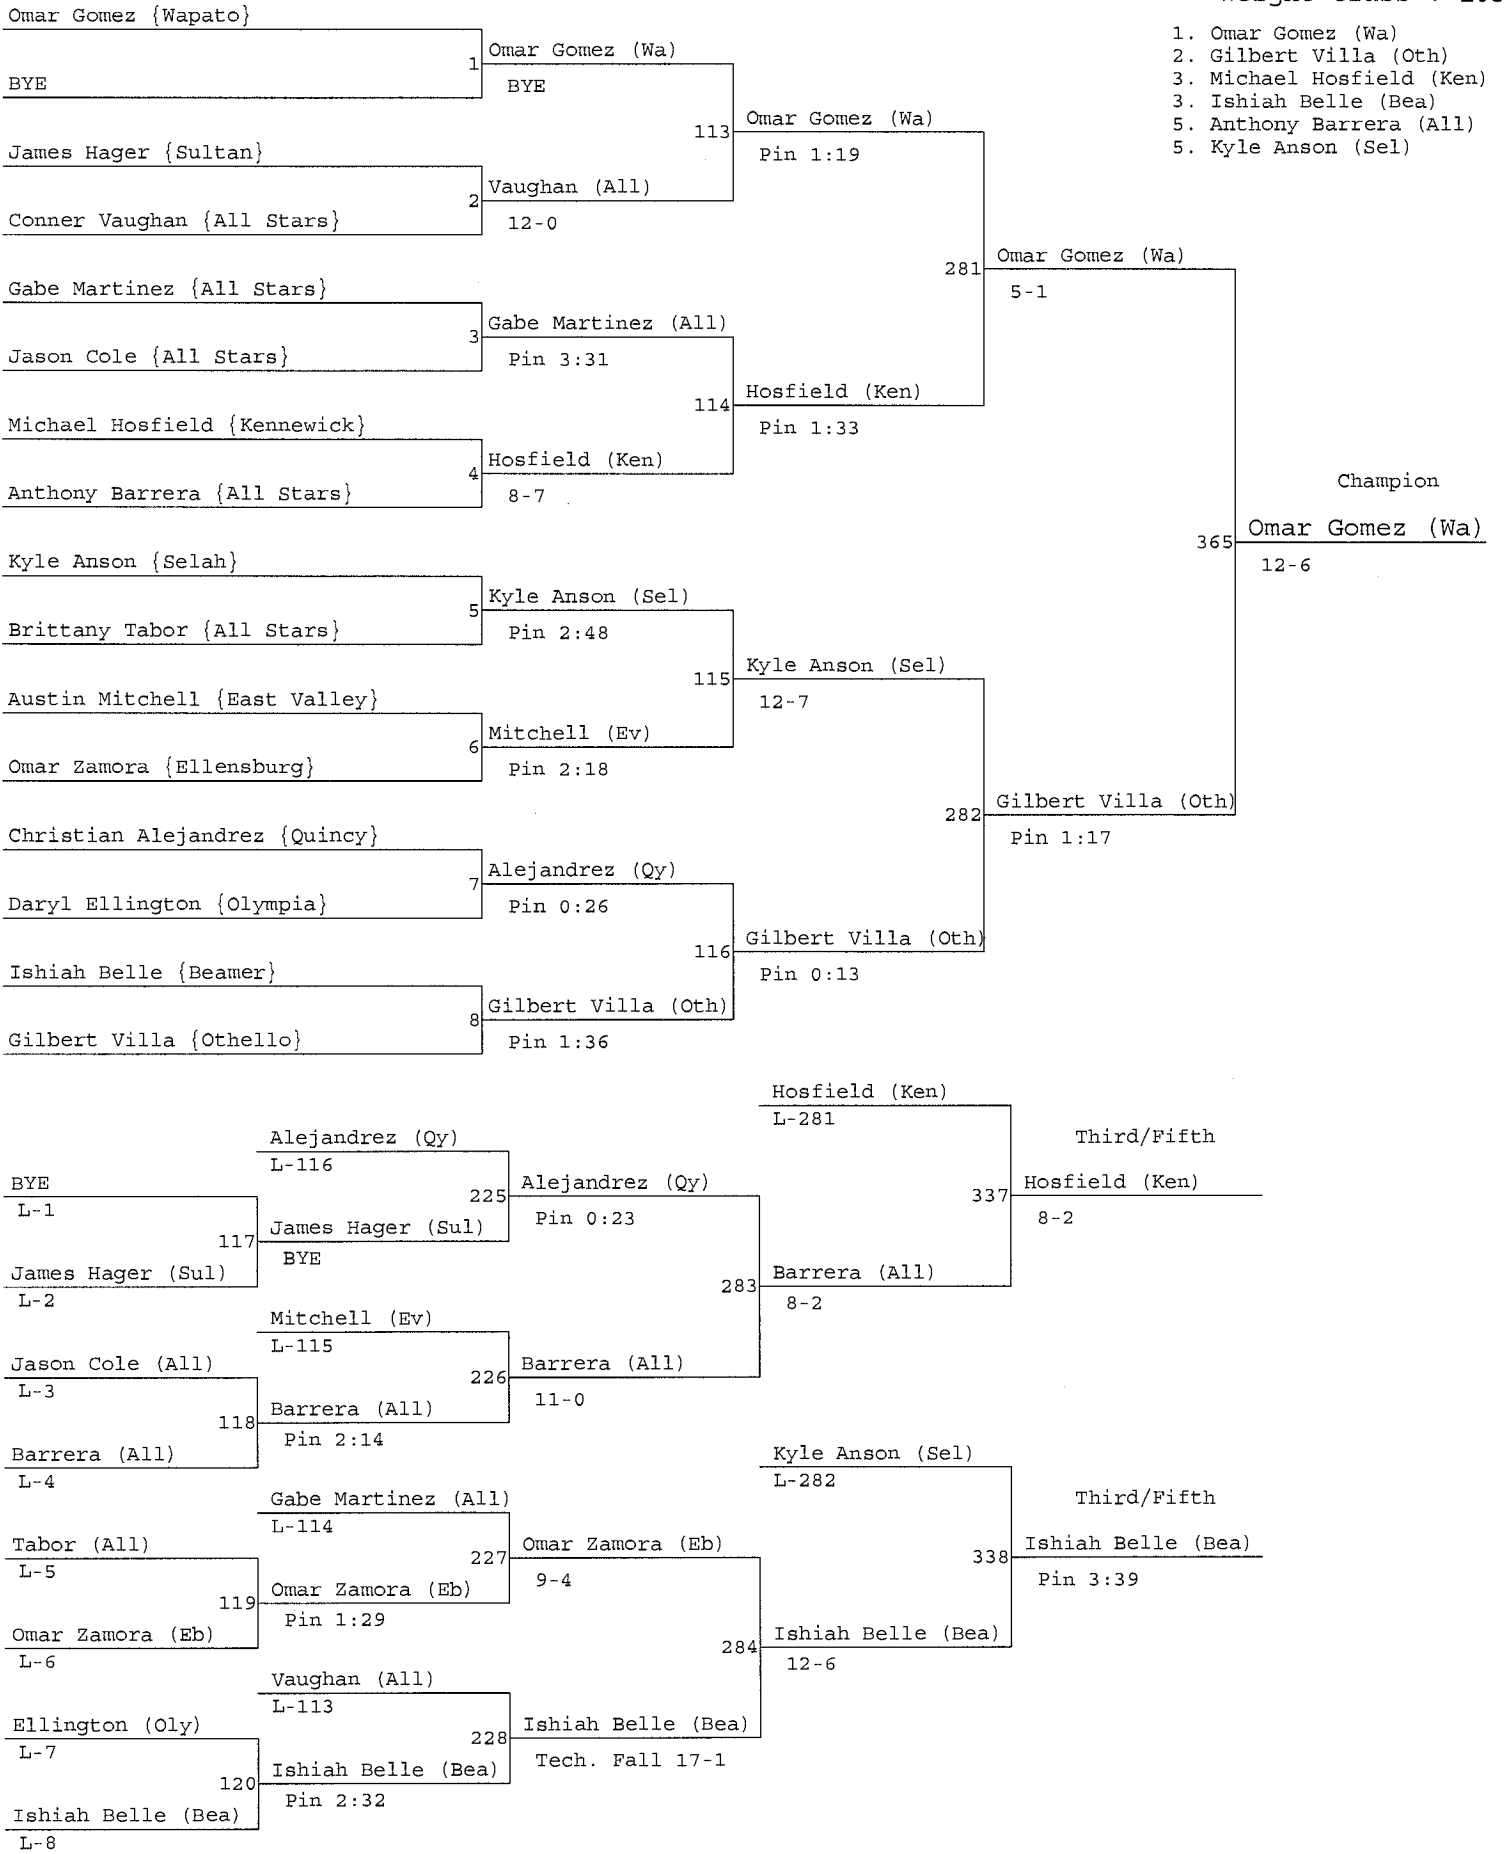 Omar Gomez {Wapato}
1
Omar Gomez (Wa)
BYE
BYE
113
Omar Gomez (Wa)
Pin 1:19
James Hager {Sultan}
2
Vaughan (All)
12-0
Conner Vaughan {All Stars}
281
Omar Gomez (Wa)
5-1
Gabe Martinez {All Stars}
3
Gabe Martinez (All)
Pin 3:31
Jason Cole {All Stars}
114
Hosfield (Ken)
Pin 1:33
Michael Hosfield {Kennewick}
4
Hosfield (Ken)
8-7
Anthony Barrera {All Stars}
1. Omar Gomez (Wa)
2. Gilbert Villa (Oth)
3. Michael Hosfield (Ken)
3. Ishiah Belle (Bea)
5. Anthony Barrera (All)
5. Kyle Anson (Sel)
Champion
365
Omar Gomez (Wa)
12-6
Kyle Anson {Selah}
5
Kyle Anson (Sel)
Pin 2:48
Brittany Tabor {All Stars}
115
Kyle Anson (Sel)
12-7
Austin Mitchell {East Valley}
6
Mitchell (Ev)
Pin 2:18
Omar Zamora {Ellensburg}
282
Gilbert Villa (Oth)
Pin 1:17
Christian Alejandrez {Quincy}
7
Alejandrez (Qy)
Pin 0:26
Daryl Ellington {Olympia}
116
Gilbert Villa (Oth)
Pin 0:13
Ishiah Belle {Beamer}
8
Gilbert Villa (Oth)
Pin 1:36
Gilbert Villa {Othello}
Hosfield (Ken)
L-281
Third/Fifth
337
Hosfield (Ken)
8-2
Alejandrez (Qy)
L-116
225
Alejandrez (Qy)
Pin 0:23
BYE
L-1
117
James Hager (Sul)
BYE
James Hager (Sul)
L-2
283
Barrera (All)
8-2
Mitchell (Ev)
L-115
226
Barrera (All)
11-0
Jason Cole (All)
L-3
118
Barrera (All)
Pin 2:14
Barrera (All)
L-4
Kyle Anson (Sel)
L-282
Third/Fifth
338
Ishiah Belle (Bea)
Pin 3:39
Gabe Martinez (All)
L-114
227
Omar Zamora (Eb)
9-4
Tabor (All)
L-5
119
Omar Zamora (Eb)
Pin 1:29
Omar Zamora (Eb)
L-6
284
Ishiah Belle (Bea)
12-6
Vaughan (All)
L-113
228
Ishiah Belle (Bea)
Tech. Fall 17-1
Ellington (Oly)
L-7
120
Ishiah Belle (Bea)
Pin 2:32
Ishiah Belle (Bea)
L-8